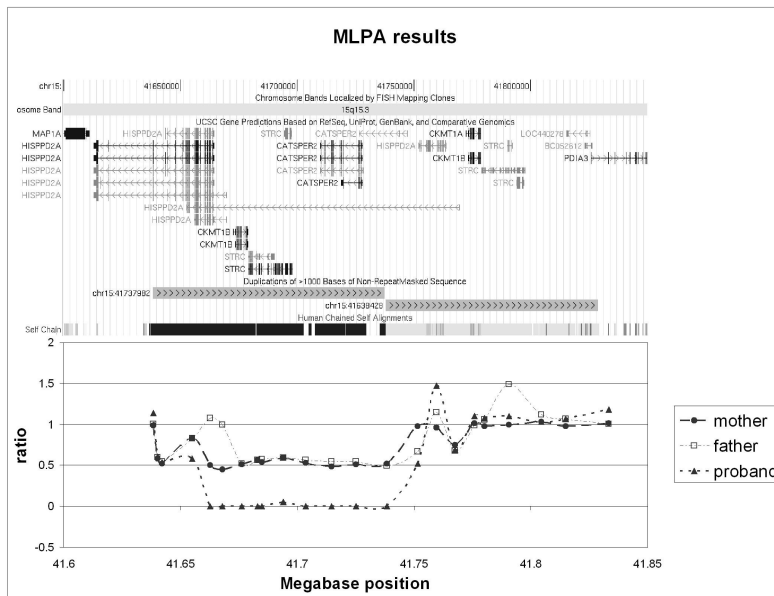 MLPA results
chr15: 41650000 41700000 41750000 41800000
Chromosome Bands Localized by FISH Mapping Clones
osome Band 15q15.3
UCSC Gene Predictions Based on RefSeq, UniProt, GenBank, and Comparative Genomics
MAP1A HISPPD2A STRC CATSPER2 CKMT1A LOC440278
HISPPD2A CATSPER2 HISPPD2A STRC BC052612
HISPPD2A CATSPER2 CKMT1B PDIA3
HISPPD2A CATSPER2 STRC
HISPPD2A CATSPER2 STRC
HISPPD2A
HISPPD2A
HISPPD2A
CKMT1B
CKMT1B
STRC
STRC
Duplications of >1000 Bases of Non-RepeatMasked Sequence
chr15:41737982
chr15:41638428
Human Chained Self Alignments
Self Chain
2
1.5
1
0.5
0
-0.5
ratio
41.6 41.65 41.7 41.75 41.8 41.85
Megabase position
mother
father
proband